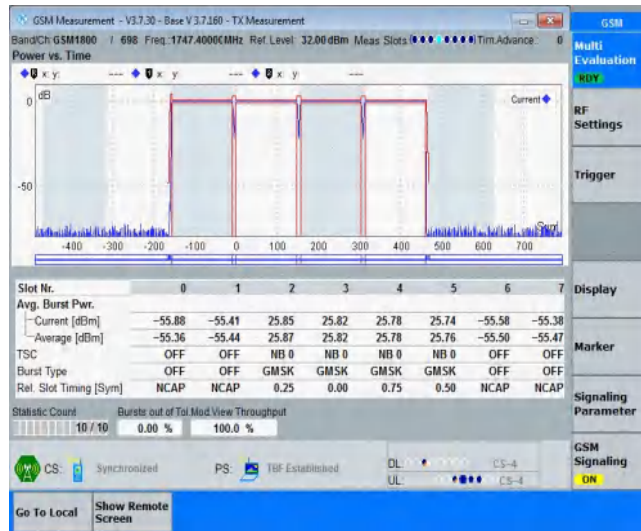 GSM Measurement - V3.7.30 - Base V 3.7.160 - TX Measurement
GSM
Band/Ch: GSM1800 / 698 Freq.: 1747.4000 MHz Ref. Level: 32.00 dBm Meas Slots Tim.Advance: 0
Multi Evaluation
RDY
Power vs. Time
x: y: --- x: y: --- x: y: ---
dB
Current
0
-50
-400 -300 -200 -100 0 100 200 300 400 500 600 700
RF Settings
Trigger
Slot Nr. 0 1 2 3 4 5 6 7
Display
Avg. Burst Pwr.
Current [dBm] -55.88 -55.41 25.85 25.82 25.78 25.74 -55.58 -55.38
Average [dBm] -55.36 -55.44 25.87 25.82 25.78 25.76 -55.50 -55.47
TSC OFF OFF NB 0 NB 0 NB 0 NB 0 OFF OFF
Marker
Burst Type OFF OFF GMSK GMSK GMSK GMSK OFF OFF
Rel. Slot Timing [Sym] NCAP NCAP 0.25 0.00 0.75 0.50 NCAP NCAP
Signaling Parameter
Statistic Count Bursts out of Tol. Mod.View Throughput
10 / 10 0.00 % 100.0 %
GSM Signaling
ON
CS: Synchronized PS: TBF Established DL: CS-4
UL: CS-4
Go To Local
Show Remote Screen